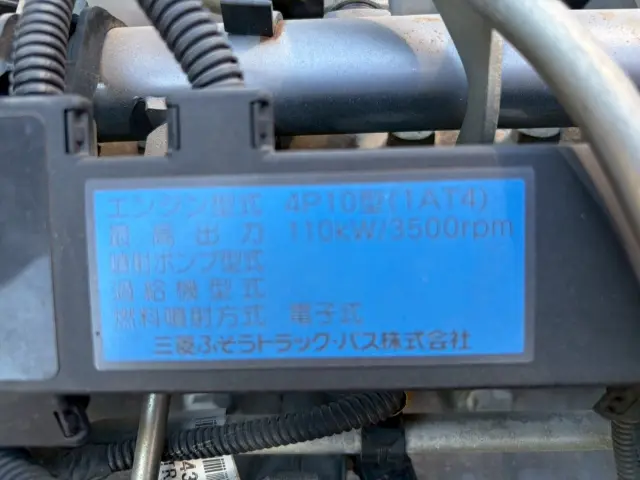 エンジン型式 4P10型(1AT4)
最高出力 110kW/3500rpm
噴射ポンプ型式
過給機型式
燃料噴射方式 電子式
三菱ふそうトラック・バス株式会社